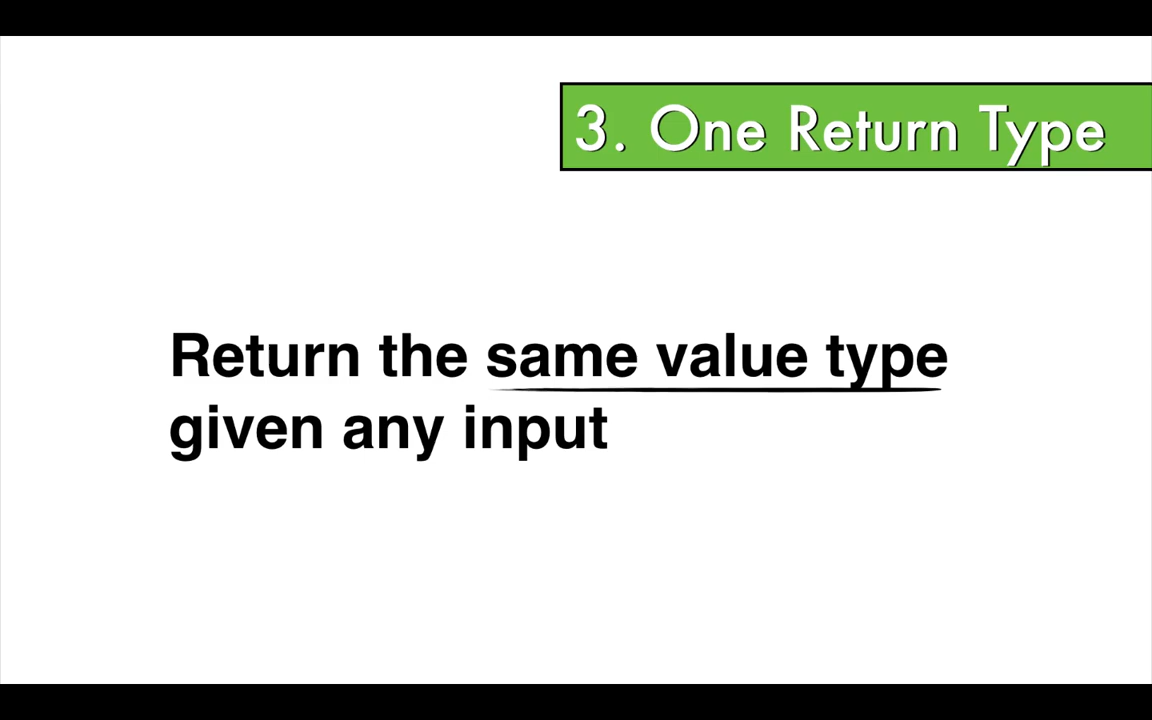 3. One Return Type
Return the same value type
given any input